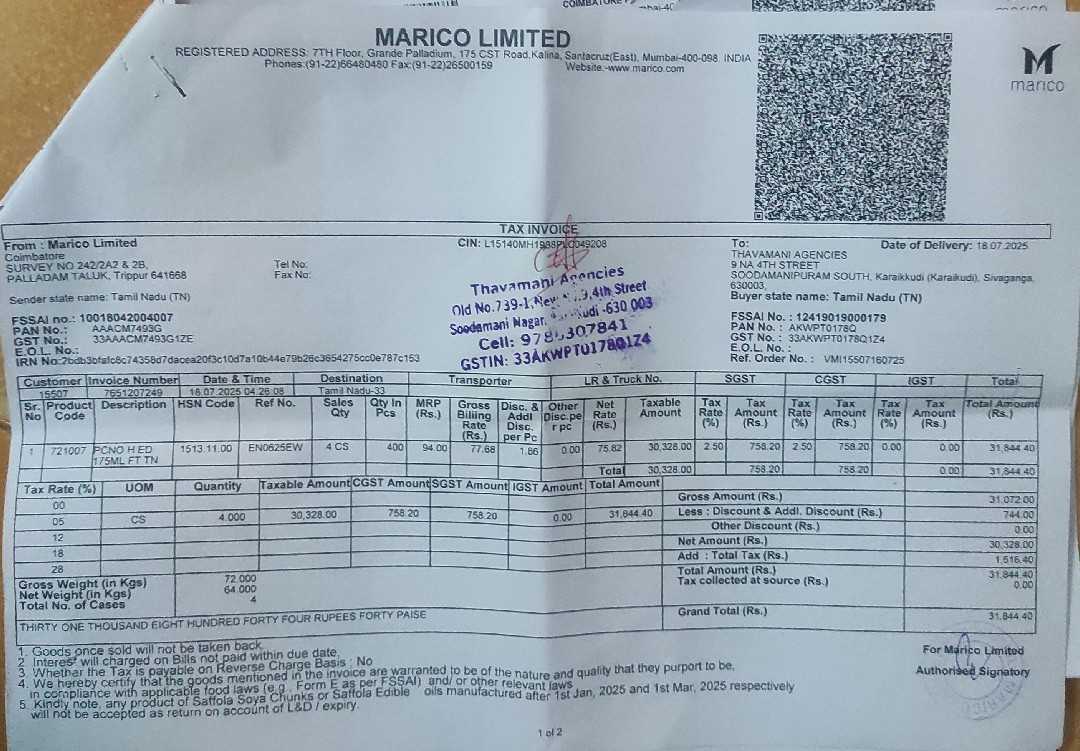 MARICO LIMITED
REGISTERED ADDRESS: 7TH Floor, Grande Palladium, 175 CST Road,Kalina, Santacruz(East), Mumbai-400-098 INDIA
Phones:(91-22)66480480 Fax:(91-22)26500159 Website:-www.marico.com
marico
TAX INVOICE
From : Marico Limited
Coimbatore
SURVEY NO 242/2A2 & 2B,
PALLADAM TALUK, Trippur 641668
Tel No:
Fax No:
Sender state name: Tamil Nadu (TN)
FSSAI no.: 10018042004007
PAN No.: AAACM7493G
GST No.: 33AAACM7493G1ZE
E.O.L. No.:
IRN No:2bdb3bfa1c8c74358d7dacea20f3c10d7a10b44e79b26c3654275cc0e787c153
CIN: L15140MH1988PLC049208
Thavamani Agencies
Old No.739-1,New 4th Street
Soodamani Nagar, -630 003
Cell: 9786307841
GSTIN: 33AKWPT0178Q1Z4
To: Date of Delivery: 18.07.2025
THAVAMANI AGENCIES
9 NA 4TH STREET
SOODAMANIPURAM SOUTH, Karaikkudi (Karaikudi), Sivaganga,
630003,
Buyer state name: Tamil Nadu (TN)
FSSAI No. : 12419019000179
PAN No. : AKWPT0178Q
GST No. : 33AKWPT0178Q1Z4
E.O.L. No. :
Ref. Order No. : VMI15507160725
Customer Invoice Number Date & Time Destination Transporter LR & Truck No. SGST CGST IGST Total
15507 7651207249 18.07.2025 04:26:08 Tamil Nadu-33
Sr. No Product Code Description HSN Code Ref No. Sales Qty Qty In Pcs MRP (Rs.) Gross Billing Rate (Rs.) Disc. & Addl Disc. per Pc Other Disc.pe r pc Net Rate (Rs.) Taxable Amount Tax Rate (%) Tax Amount (Rs.) Tax Rate (%) Tax Amount (Rs.) Tax Rate (%) Tax Amount (Rs.) Total Amount (Rs.)
1 721007 PCNO H ED 175ML FT TN 1513.11.00 EN0625EW 4 CS 400 94.00 77.68 1.86 0.00 75.82 30,328.00 2.50 758.20 2.50 758.20 0.00 0.00 31,844.40
Total 30,328.00 758.20 758.20 0.00 31,844.40
Tax Rate (%) UOM Quantity Taxable Amount CGST Amount SGST Amount IGST Amount Total Amount
00
05 CS 4.000 30,328.00 758.20 758.20 0.00 31,844.40
12
18
28
Gross Weight (in Kgs) 72.000
Net Weight (in Kgs) 64.000
Total No. of Cases 4
Gross Amount (Rs.) 31,072.00
Less : Discount & Addl. Discount (Rs.) 744.00
Other Discount (Rs.) 0.00
Net Amount (Rs.) 30,328.00
Add : Total Tax (Rs.) 1,516.40
Total Amount (Rs.) 31,844.40
Tax collected at source (Rs.) 0.00
Grand Total (Rs.) 31,844.40
THIRTY ONE THOUSAND EIGHT HUNDRED FORTY FOUR RUPEES FORTY PAISE
1. Goods once sold will not be taken back.
2 Interest will charged on Bills not paid within due date.
3. Whether the Tax is payable on Reverse Charge Basis : No
4. We hereby certify that the goods mentioned in the invoice are warranted to be of the nature and quality that they purport to be,
in compliance with applicable food laws (e.g . Form E as per FSSAI) and/ or other relevant laws
5. Kindly note, any product of Saffola Soya Chunks or Saffola Edible oils manufactured after 1st Jan, 2025 and 1st Mar, 2025 respectively
will not be accepted as return on account of L&D / expiry.
For Marico Limited
Authorised Signatory
1 of 2